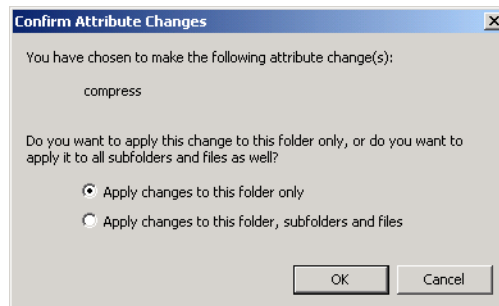 Confirm Attribute Changes
You have chosen to make the following attribute change(s):
compress
Do you want to apply this change to this folder only, or do you want to
apply it to all subfolders and files as well?
Apply changes to this folder only
Apply changes to this folder, subfolders and files
OK Cancel